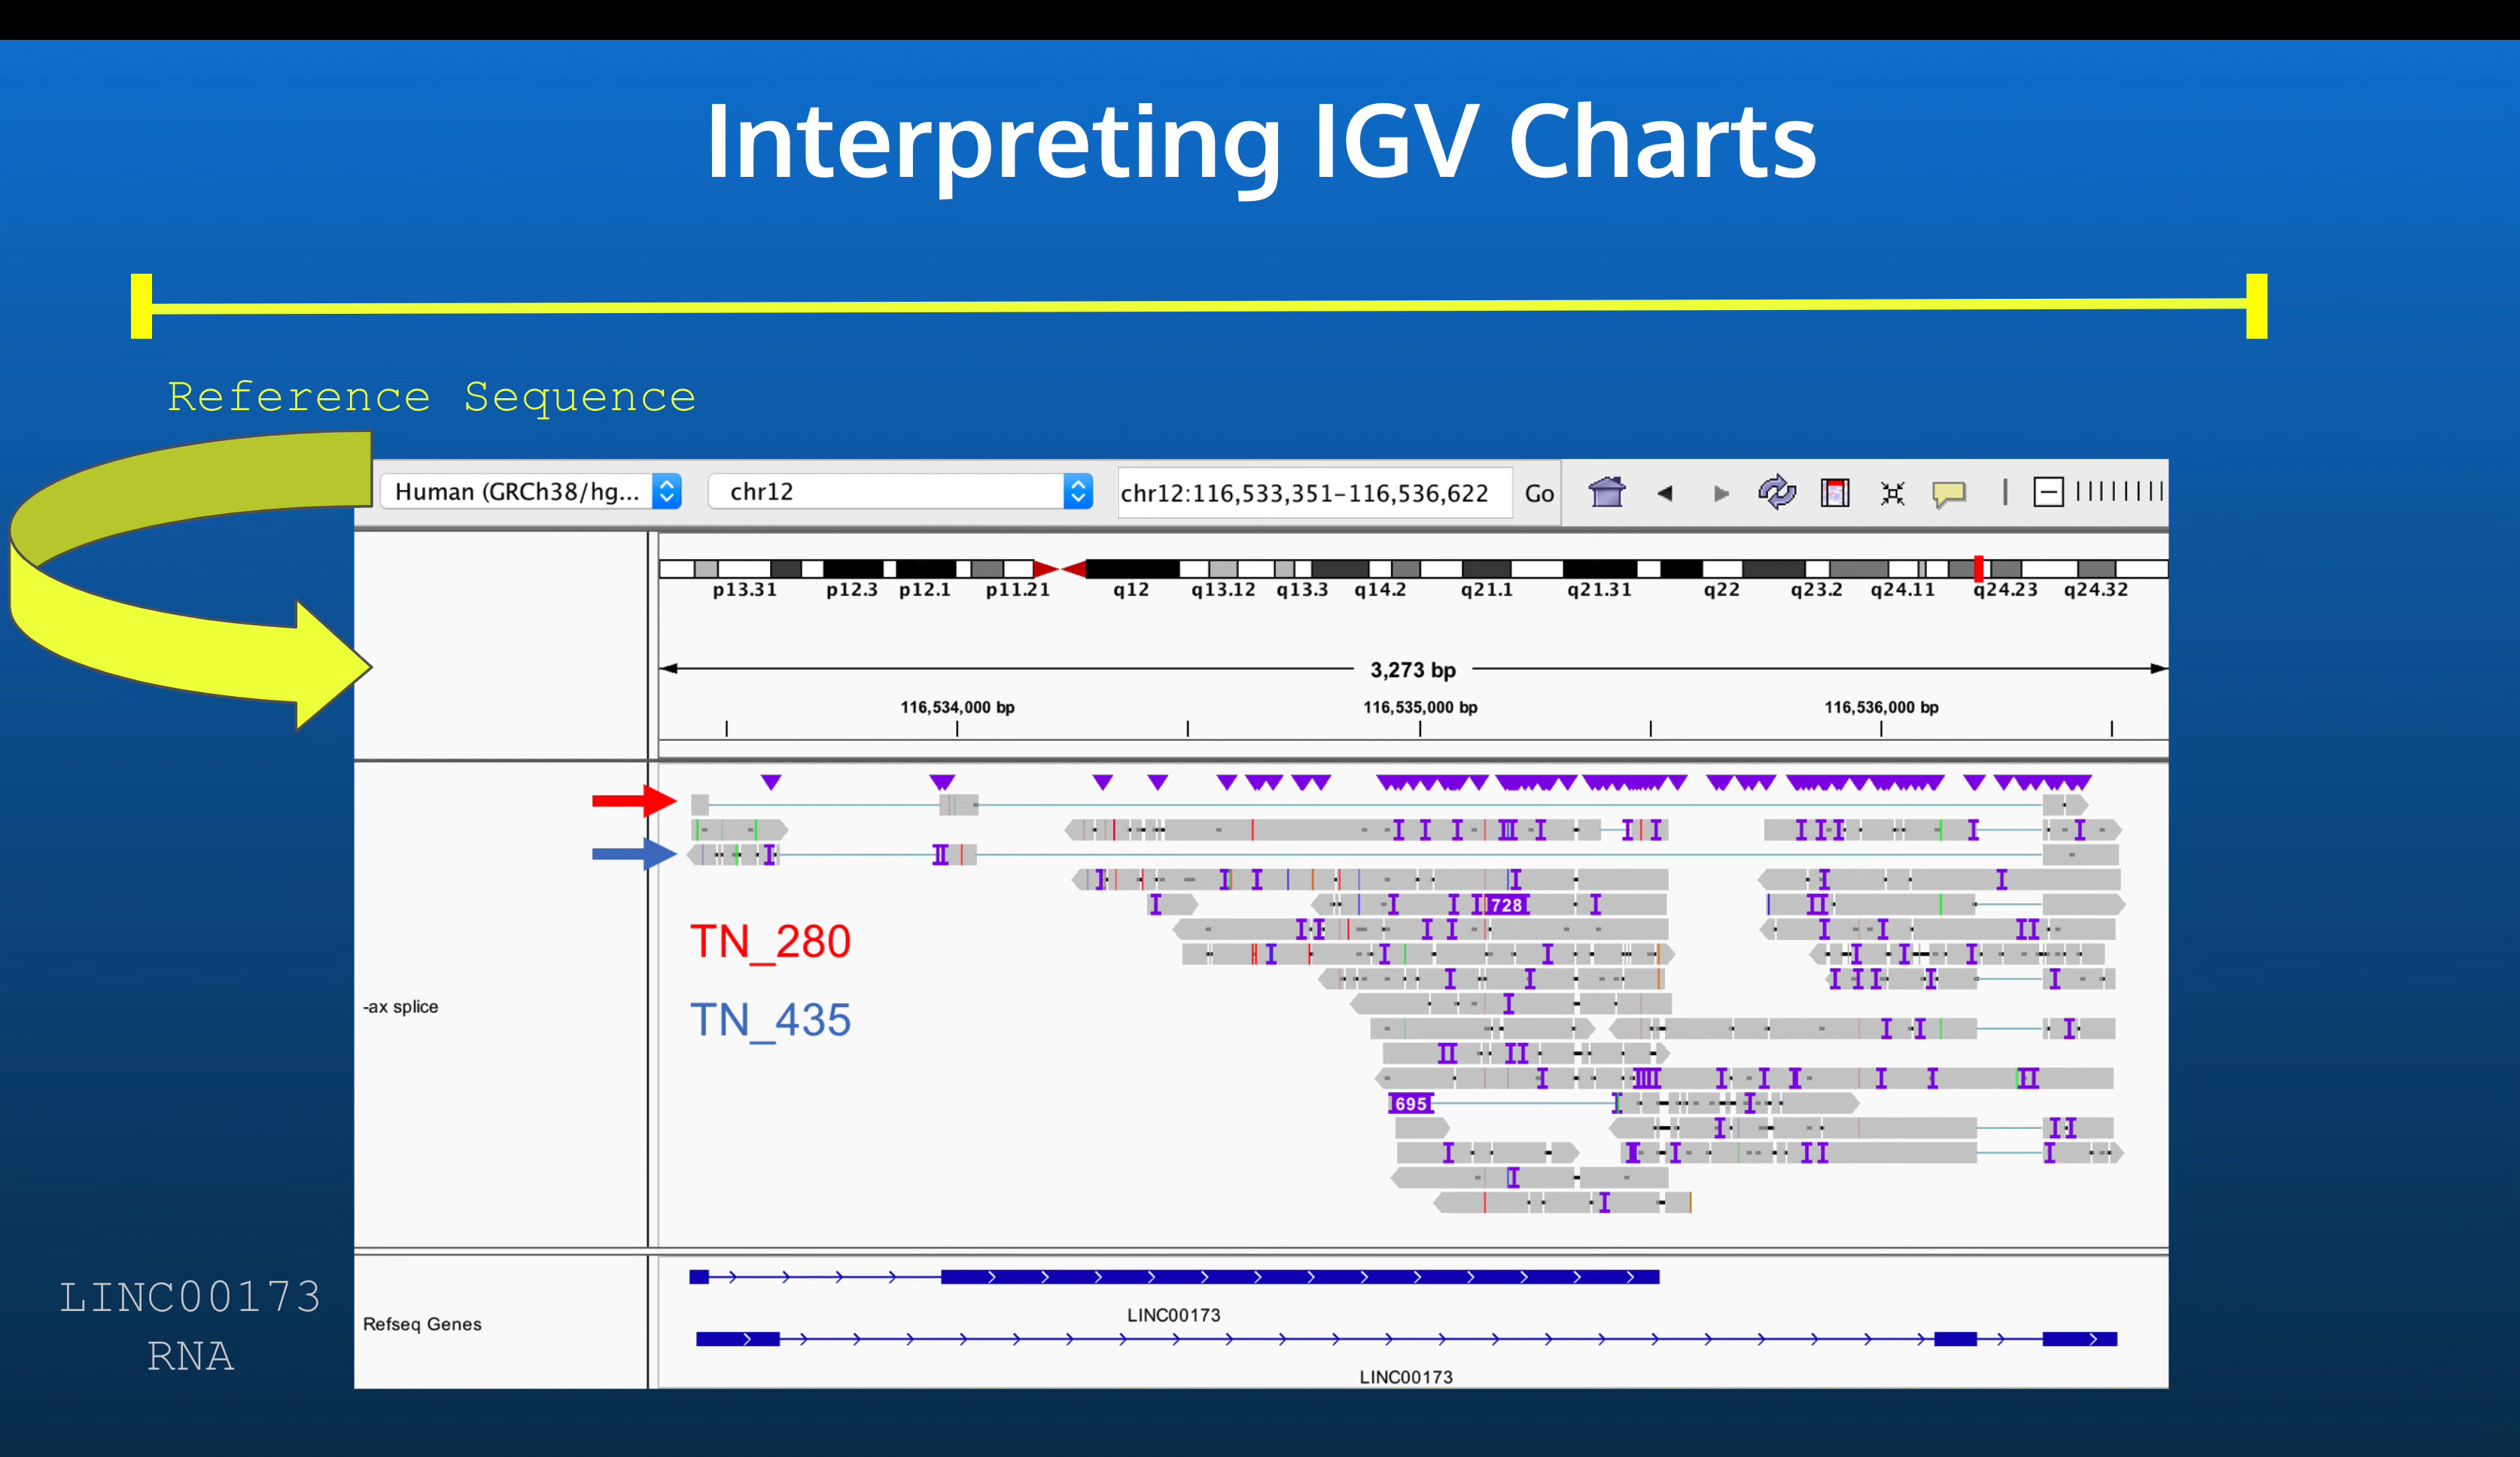 Interpreting IGV Charts
Reference Sequence
Human (GRCh38/hg... chr12 chr12:116,533,351-116,536,622 Go
p13.31 p12.3 p12.1 p11.21 q12 q13.12 q13.3 q14.2 q21.1 q21.31 q22 q23.2 q24.11 q24.23 q24.32
3,273 bp
116,534,000 bp 116,535,000 bp 116,536,000 bp
728
TN_280
-ax splice
TN_435
695
LINC00173
RNA
Refseq Genes
LINC00173
LINC00173